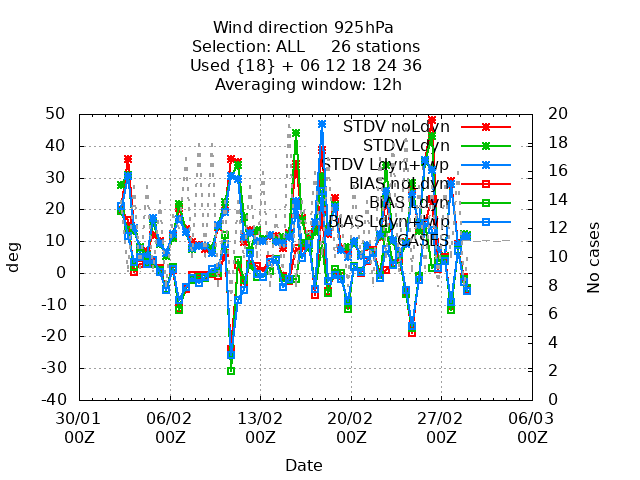 Wind direction 925hPa
Selection: ALL     26 stations
Used {18} + 06 12 18 24 36
Averaging window: 12h
50 20
STDV noLdyn
40 18
STDV Ldyn
30 16
STDV Ldyn+wp
BIAS noLdyn
20 14
BIAS Ldyn
BIAS Ldyn+wp
10 12
CASES
0 10
-10 8
-20 6
-30 4
-40 2
0
deg
No cases
30/01 06/02 13/02 20/02 27/02 06/03
00Z 00Z 00Z 00Z 00Z 00Z
Date